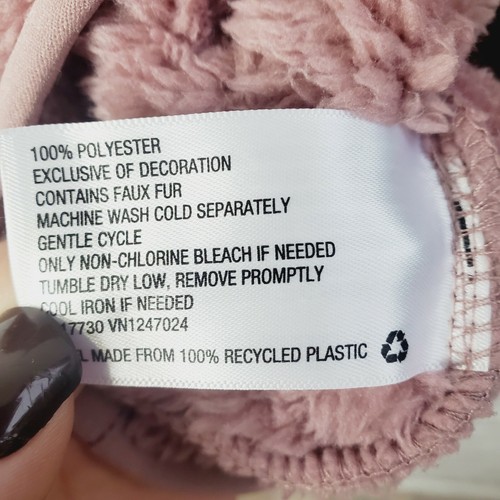 100% POLYESTER
EXCLUSIVE OF DECORATION
CONTAINS FAUX FUR
MACHINE WASH COLD SEPARATELY
GENTLE CYCLE
ONLY NON-CHLORINE BLEACH IF NEEDED
TUMBLE DRY LOW, REMOVE PROMPTLY
COOL IRON IF NEEDED
17730 VN1247024
MADE FROM 100% RECYCLED PLASTIC